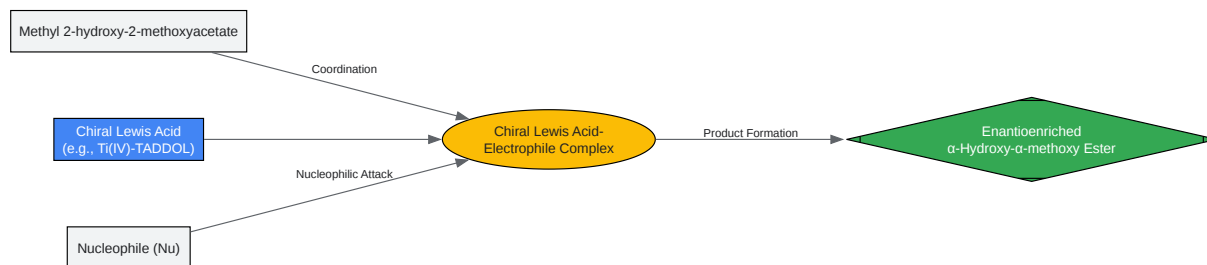 Methyl 2-hydroxy-2-methoxyacetate
Coordination
Chiral Lewis Acid
(e.g., Ti(IV)-TADDOL)
Chiral Lewis Acid-
Electrophile Complex
Product Formation
Enantioenriched
α-Hydroxy-α-methoxy Ester
Nucleophilic Attack
Nucleophile (Nu)